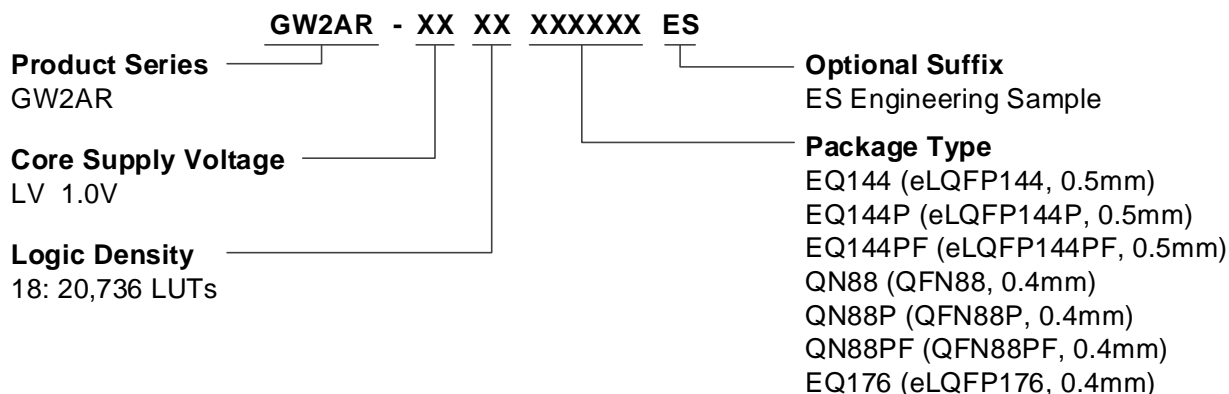 GW2AR - XX XX XXXXXX ES
Product Series
GW2AR
Core Supply Voltage
LV 1.0V
Logic Density
18: 20,736 LUTs
Optional Suffix
ES Engineering Sample
Package Type
EQ144 (eLQFP144, 0.5mm)
EQ144P (eLQFP144P, 0.5mm)
EQ144PF (eLQFP144PF, 0.5mm)
QN88 (QFN88, 0.4mm)
QN88P (QFN88P, 0.4mm)
QN88PF (QFN88PF, 0.4mm)
EQ176 (eLQFP176, 0.4mm)